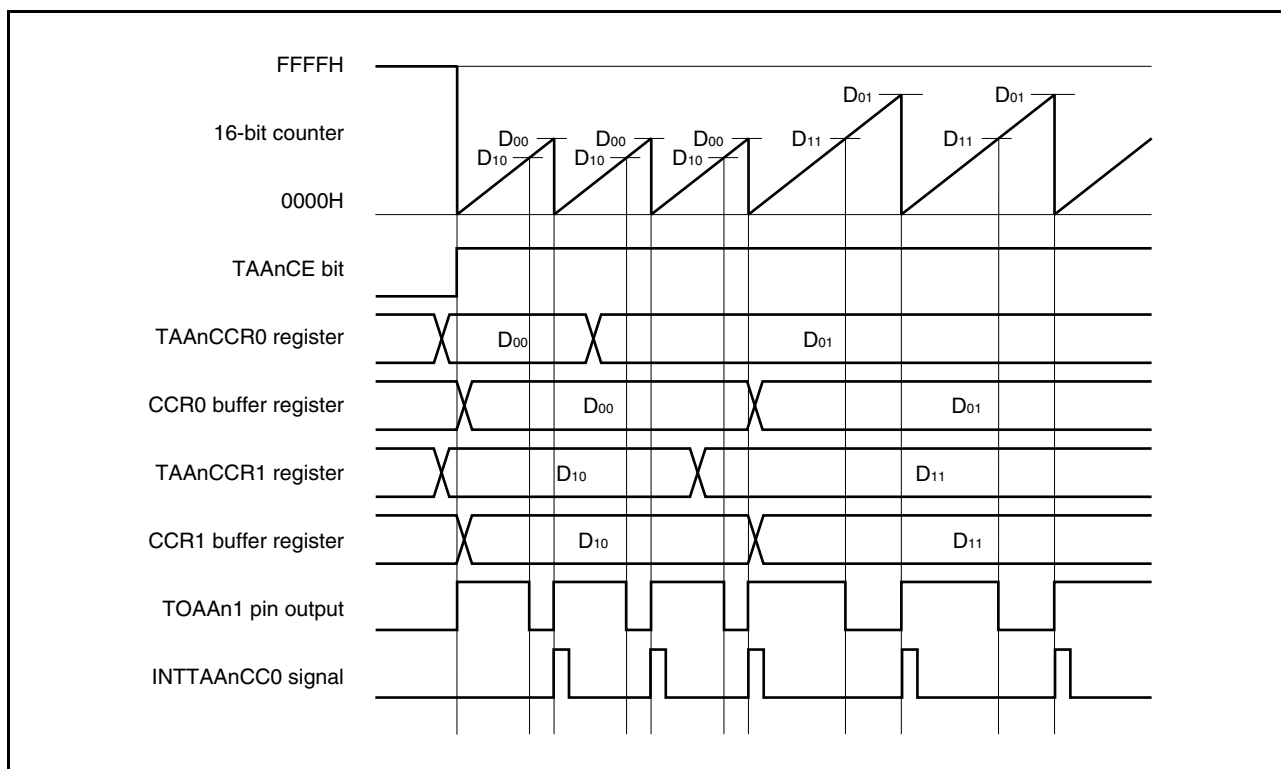 FFFFH
D01 D01
16-bit counter D00 D00 D00 D11 D11
D10 D10 D10
0000H
TAAnCE bit
TAAnCCR0 register D00 D01
CCR0 buffer register D00 D01
TAAnCCR1 register D10 D11
CCR1 buffer register D10 D11
TOAAn1 pin output
INTTAAnCC0 signal